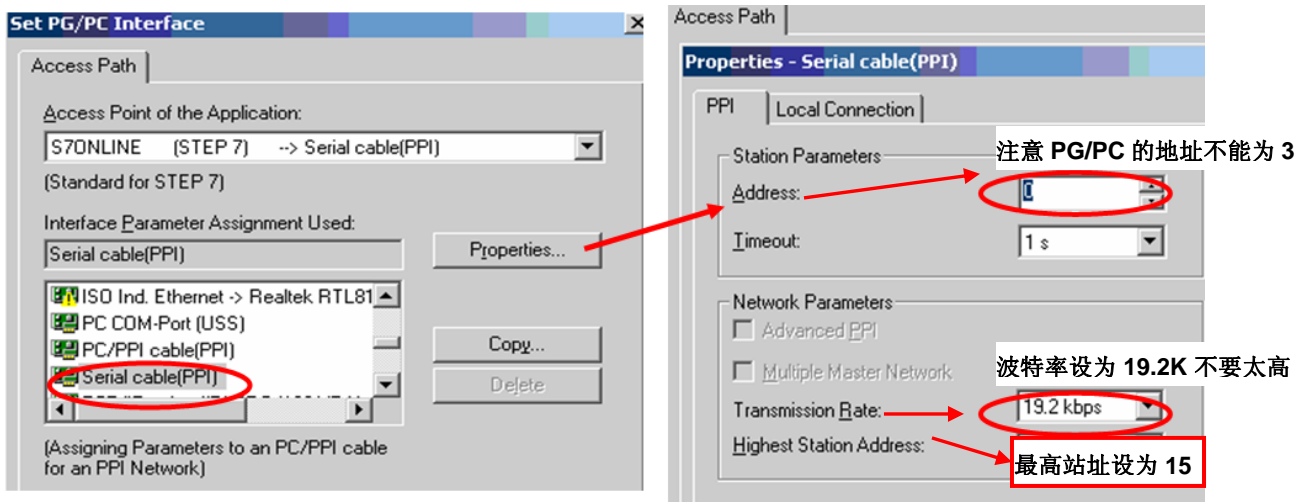 Set PG/PC Interface
Access Path
Access Point of the Application:
S7ONLINE (STEP 7) --> Serial cable(PPI)
(Standard for STEP 7)
Interface Parameter Assignment Used:
Serial cable(PPI)
Properties...
ISO Ind. Ethernet -> Realtek RTL81
PC COM-Port (USS)
PC/PPI cable(PPI)
Serial cable(PPI)
Copy...
Delete
(Assigning Parameters to an PC/PPI cable
for an PPI Network)
Access Path
Properties - Serial cable(PPI)
PPI
Local Connection
注意 PG/PC 的地址不能为 3
Station Parameters
Address:
0
Timeout:
1 s
Network Parameters
Advanced PPI
波特率设为 19.2K 不要太高
Multiple Master Network
Transmission Rate:
19.2 kbps
Highest Station Address:
最高站址设为 15